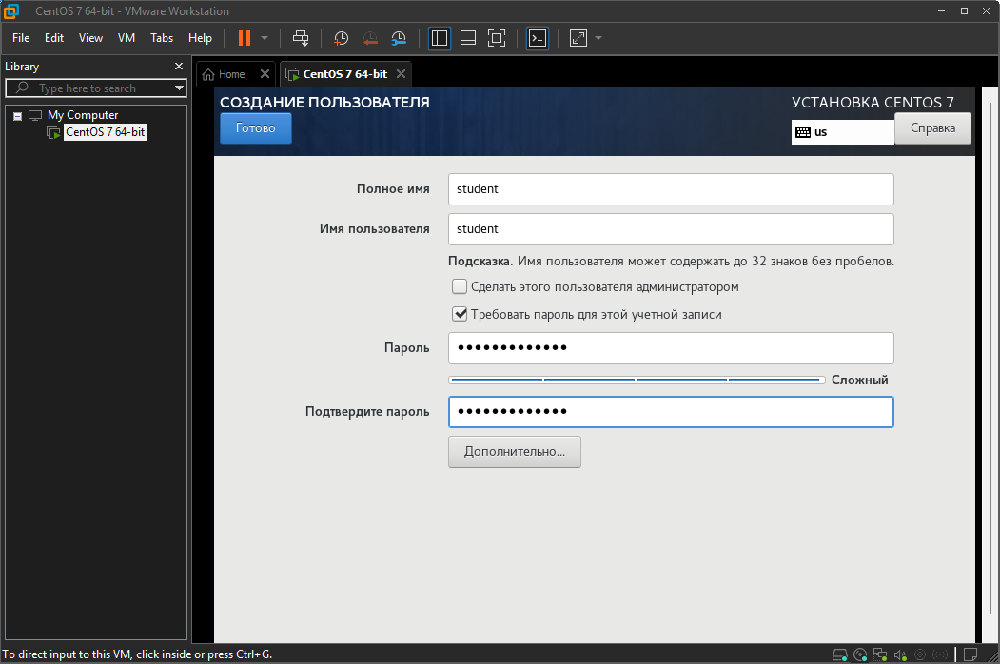 CentOS 7 64-bit - VMware Workstation
File Edit View VM Tabs Help
Library
Type here to search
My Computer
CentOS 7 64-bit
Home
CentOS 7 64-bit
СОЗДАНИЕ ПОЛЬЗОВАТЕЛЯ
УСТАНОВКА CENTOS 7
Готово
us
Справка
Полное имя
student
Имя пользователя
student
Подсказка. Имя пользователя может содержать до 32 знаков без пробелов.
Сделать этого пользователя администратором
Требовать пароль для этой учетной записи
Пароль
•••••••••••••
Сложный
Подтвердите пароль
•••••••••••••
Дополнительно...
To direct input to this VM, click inside or press Ctrl+G.